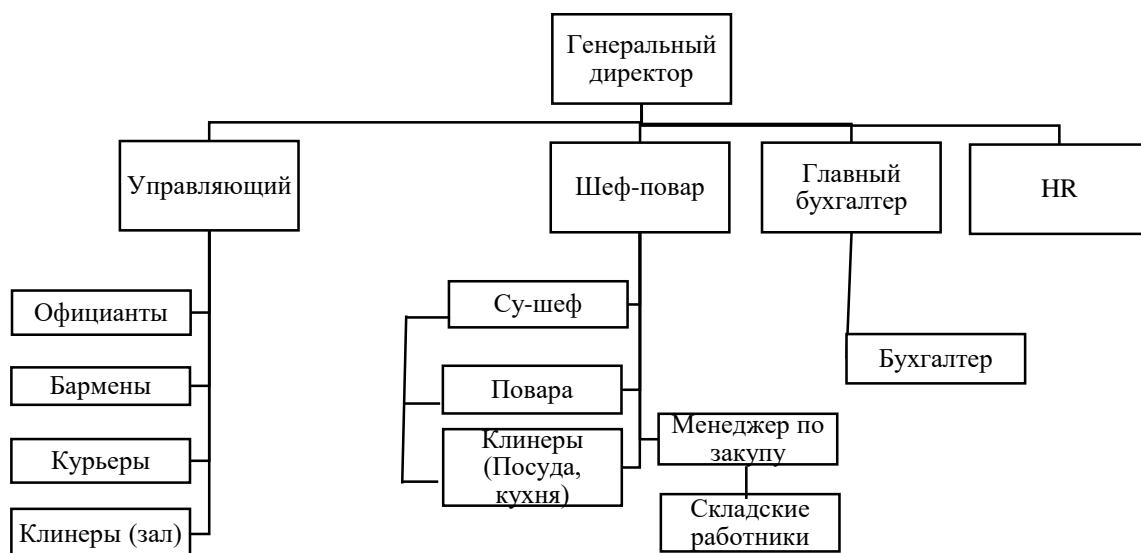 Генеральный
директор
Управляющий
Шеф-повар
Главный
бухгалтер
HR
Официанты
Бармены
Курьеры
Клинеры (зал)
Су-шеф
Повара
Клинеры
(Посуда,
кухня)
Менеджер по
закупу
Складские
работники
Бухгалтер